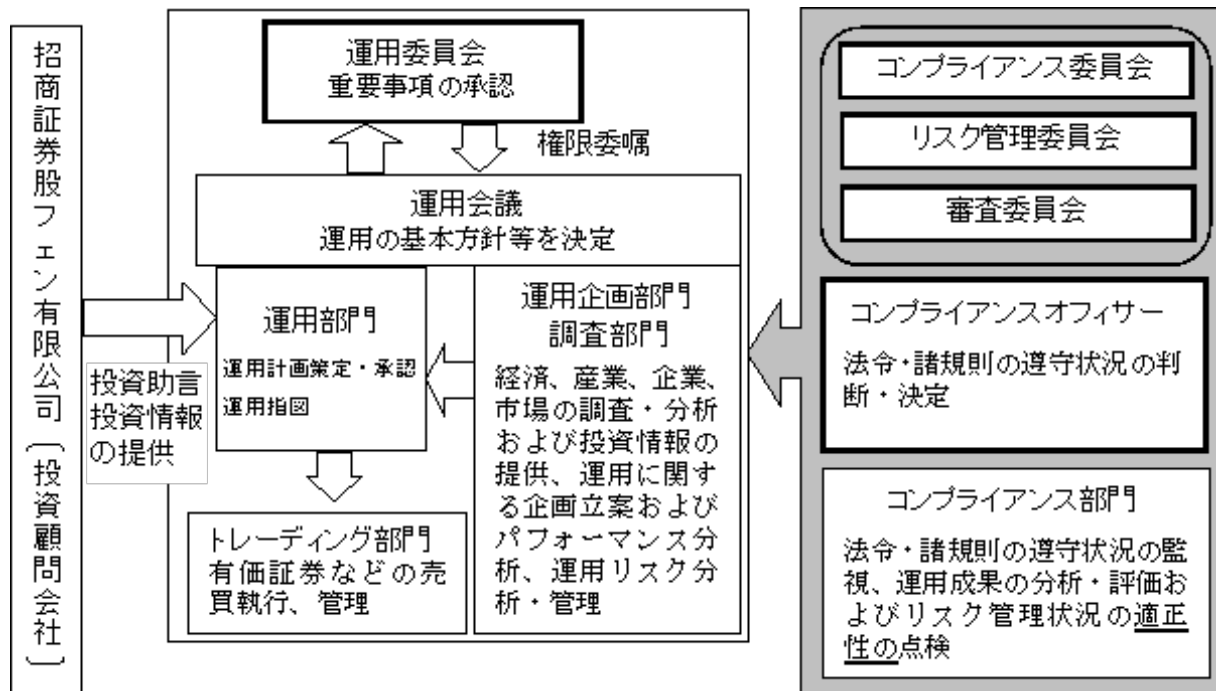 招商証券股フェン有限公司〔投資顧問会社〕
運用委員会
重要事項の承認
権限委嘱
運用会議
運用の基本方針等を決定
投資助言
投資情報
の提供
運用部門
運用計画策定・承認
運用指図
トレーディング部門
有価証券などの売
買執行、管理
運用企画部門
調査部門
経済、産業、企業、
市場の調査・分析
および投資情報の
提供、運用に関す
る企画立案および
パフォーマンス分
析、運用リスク分
析・管理
コンプライアンス委員会
リスク管理委員会
審査委員会
コンプライアンスオフィサー
法令・諸規則の遵守状況の判
断・決定
コンプライアンス部門
法令・諸規則の遵守状況の監
視、運用成果の分析・評価お
よびリスク管理状況の適正
性の点検